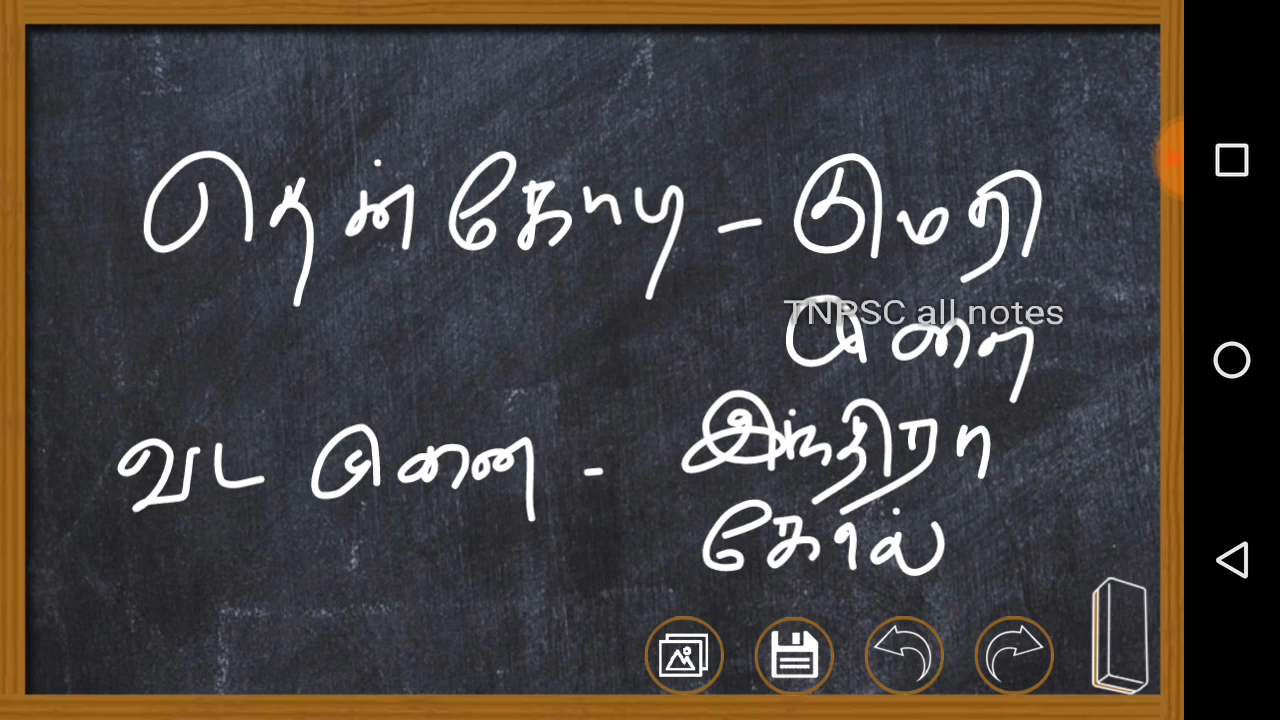 தென்கோடி - குமரி
TNPSC all notes
முனை
வட முனை - இந்திரா
கோல்